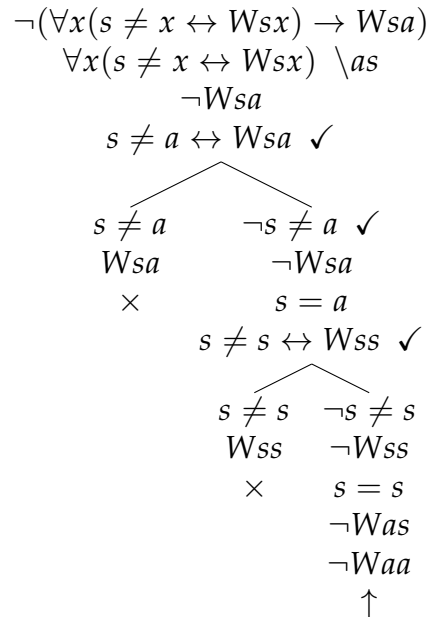 ¬(∀x(s ≠ x ↔ Wsx) → Wsa)
∀x(s ≠ x ↔ Wsx) \as
¬Wsa
s ≠ a ↔ Wsa ✓
s ≠ a ¬s ≠ a ✓
Wsa ¬Wsa
× s = a
s ≠ s ↔ Wss ✓
s ≠ s ¬s ≠ s
Wss ¬Wss
× s = s
¬Was
¬Waa
↑